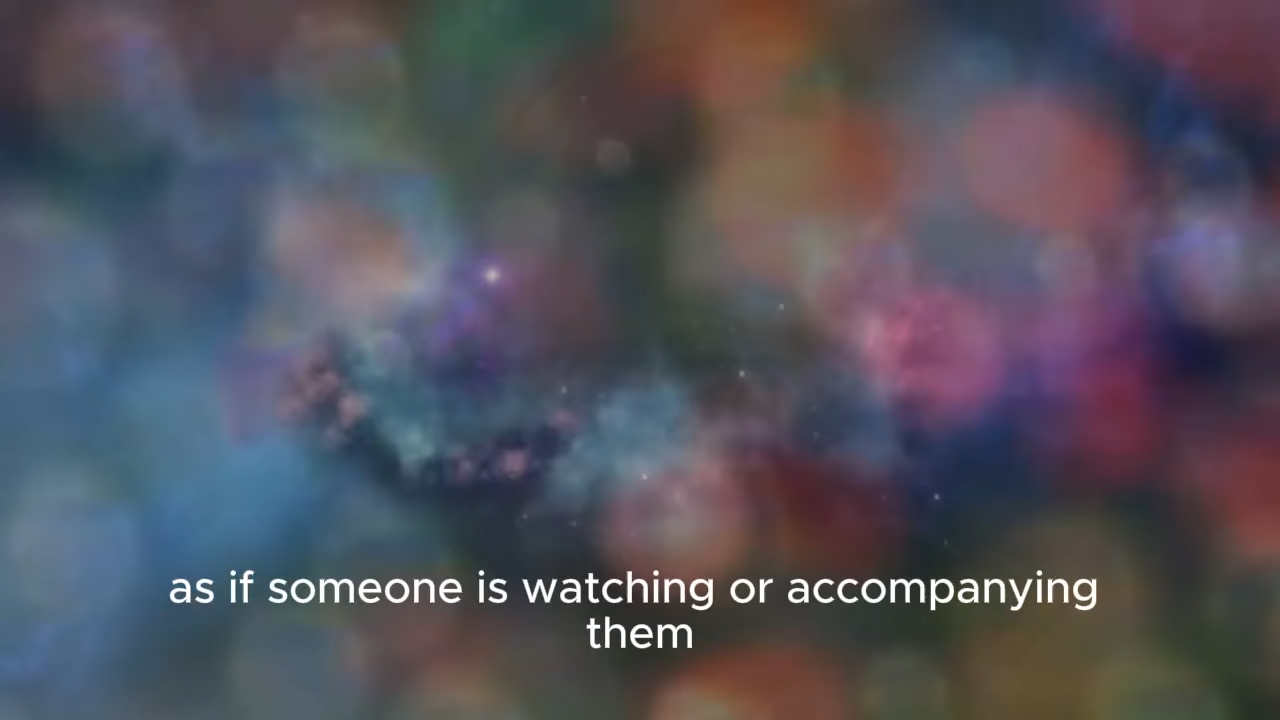 as if someone is watching or accompanying
them